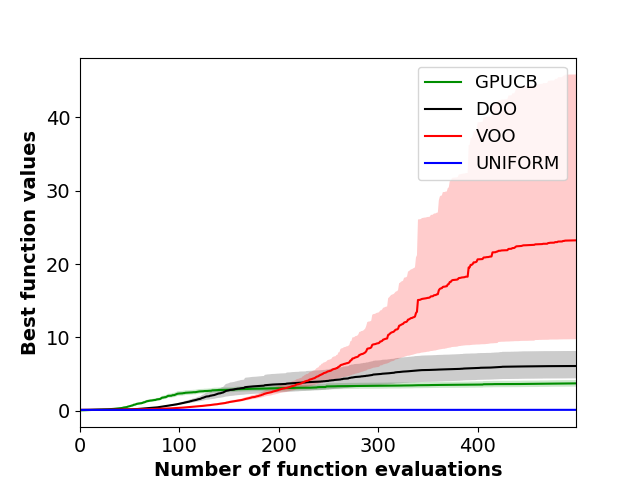 GPUCB
DOO
VOO
UNIFORM
Best function values
40
30
20
10
0
0 100 200 300 400
Number of function evaluations